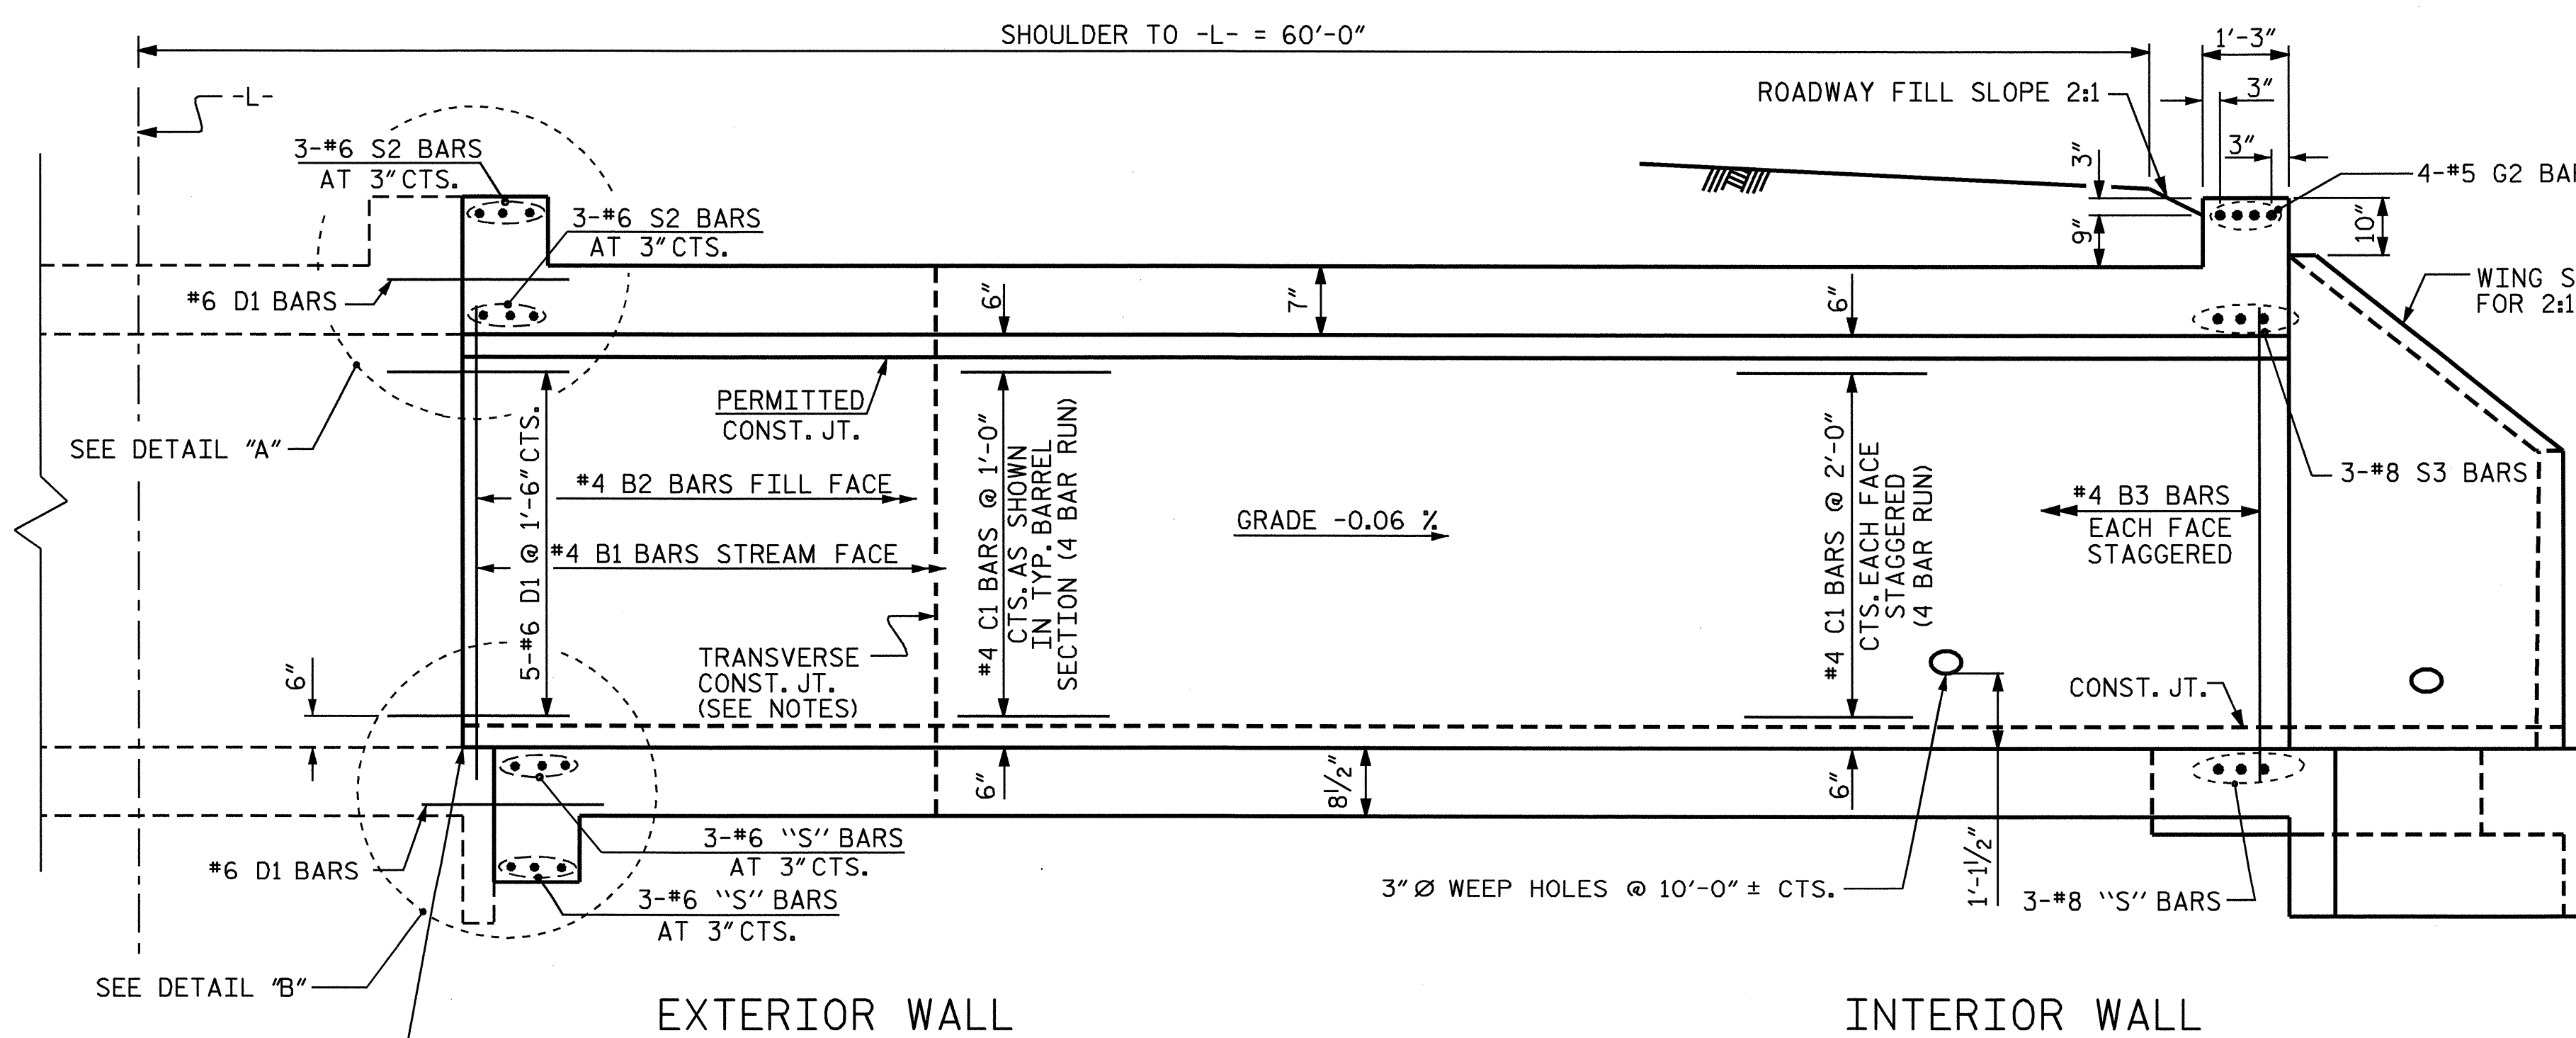 SHOULDER TO -L- = 60'-0"
1'-3"
-L-
ROADWAY FILL SLOPE 2:1
3"
3"
3"
9"
10"
4-#5 G2
3-#6 S2 BARS
AT 3" CTS.
3-#6 S2 BARS
AT 3" CTS.
#6 D1 BARS
6"
7"
6"
WING
FOR 2:1
SEE DETAIL "A"
PERMITTED
CONST. JT.
5-#6 D1 @ 1'-6" CTS.
#4 B2 BARS FILL FACE
#4 B1 BARS STREAM FACE
#4 C1 BARS @ 1'-0"
CTS. AS SHOWN
IN TYP. BARREL
SECTION (4 BAR RUN)
GRADE -0.06 %
#4 C1 BARS @ 2'-0"
CTS. EACH FACE
STAGGERED
(4 BAR RUN)
3-#8 S3 BARS
#4 B3 BARS
EACH FACE
STAGGERED
TRANSVERSE
CONST. JT.
(SEE NOTES)
6"
CONST. JT.
6"
8½"
6"
1'-1½"
3-#6 "S" BARS
AT 3" CTS.
#6 D1 BARS
3-#6 "S" BARS
AT 3" CTS.
3" Ø WEEP HOLES @ 10'-0" ± CTS.
3-#8 "S" BARS
SEE DETAIL "B"
EXTERIOR WALL
INTERIOR WALL